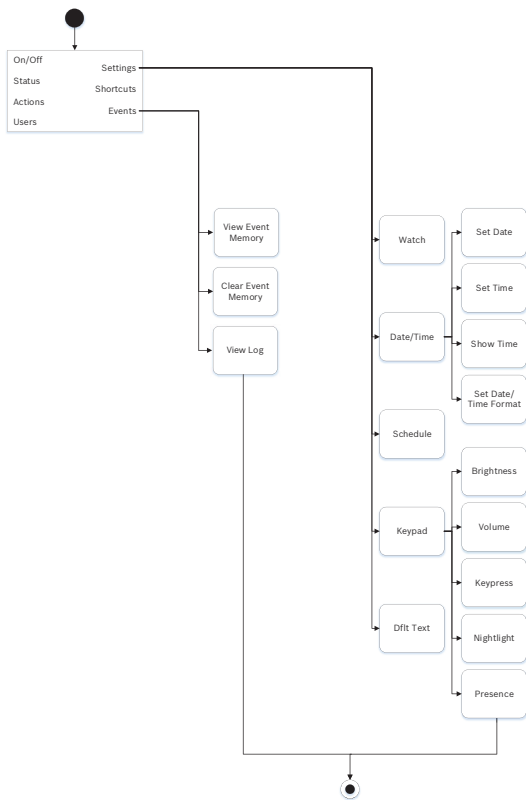 On/Off
Status
Actions
Users
Settings
Shortcuts
Events
View Event
Memory
Clear Event
Memory
View Log
Watch
Date/Time
Schedule
Keypad
Dflt Text
Set Date
Set Time
Show Time
Set Date/
Time Format
Brightness
Volume
Keypress
Nightlight
Presence